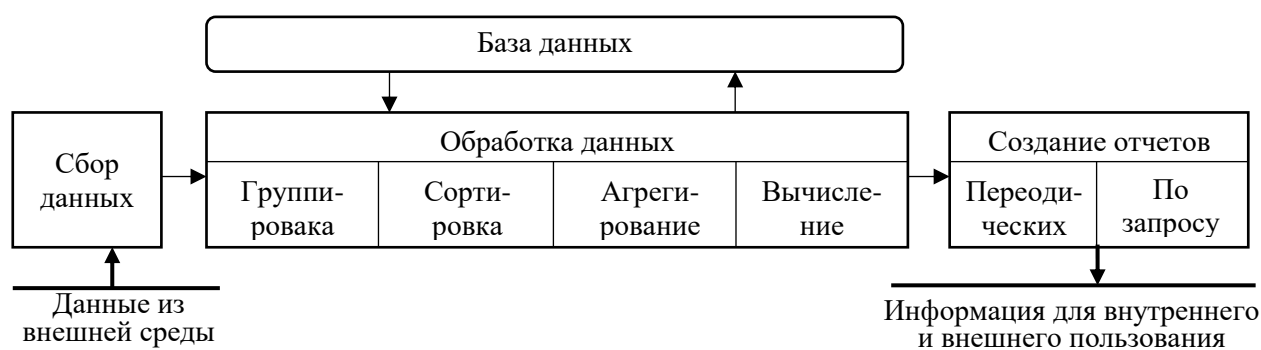 База данных
Сбор
данных
Обработка данных
Группи-
ровака
Сорти-
ровка
Агреги-
рование
Вычисле-
ние
Создание отчетов
Переоди-
ческих
По
запросу
Данные из
внешней среды
Информация для внутреннего
и внешнего пользования